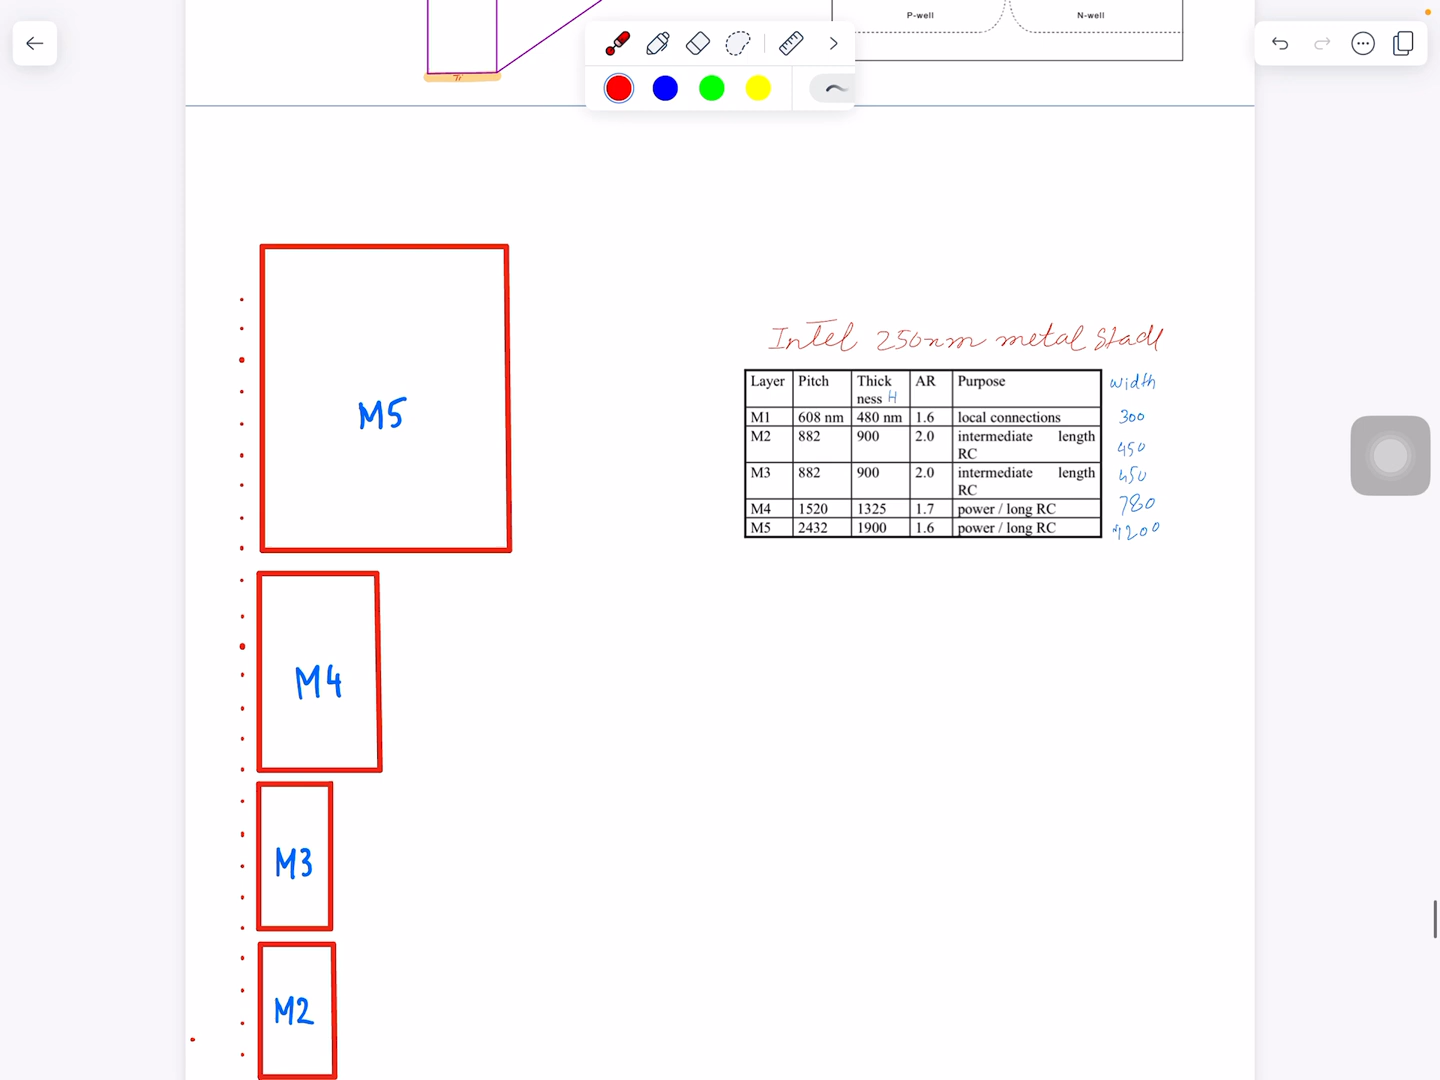 P-well
N-well
Ti
Intel 250nm metal Stack
Layer Pitch Thick AR Purpose width
ness H
M1 608 nm 480 nm 1.6 local connections 300
M2 882 900 2.0 intermediate length 450
RC
M3 882 900 2.0 intermediate length 450
RC
M4 1520 1325 1.7 power / long RC 780
M5 2432 1900 1.6 power / long RC ~1200
M5
M4
M3
M2